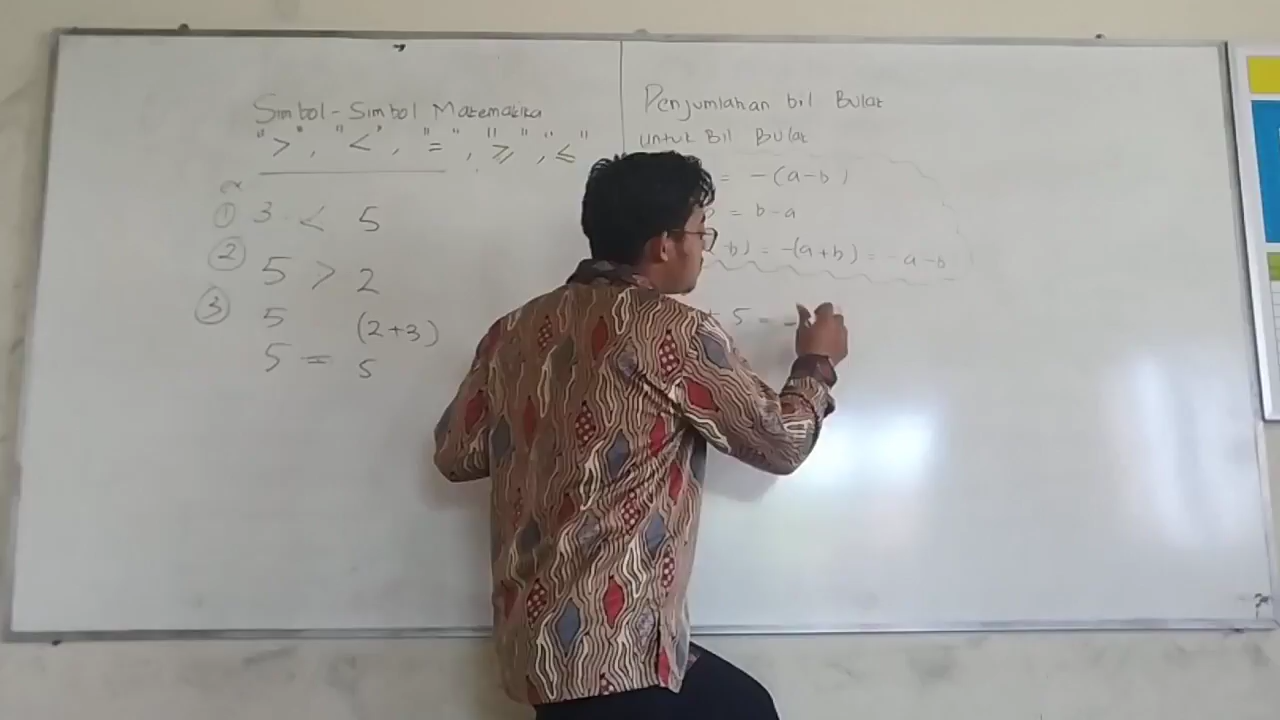 Simbol-Simbol Matematika
">", "<", "=", "≥", "≤"
ex
① 3 < 5
② 5 > 2
③ 5 (2+3)
5 = 5
Penjumlahan bil Bulat
untuk Bil Bulat
= -(a-b)
= b-a
-b) = -(a+b) = -a-b
+ 5 = -